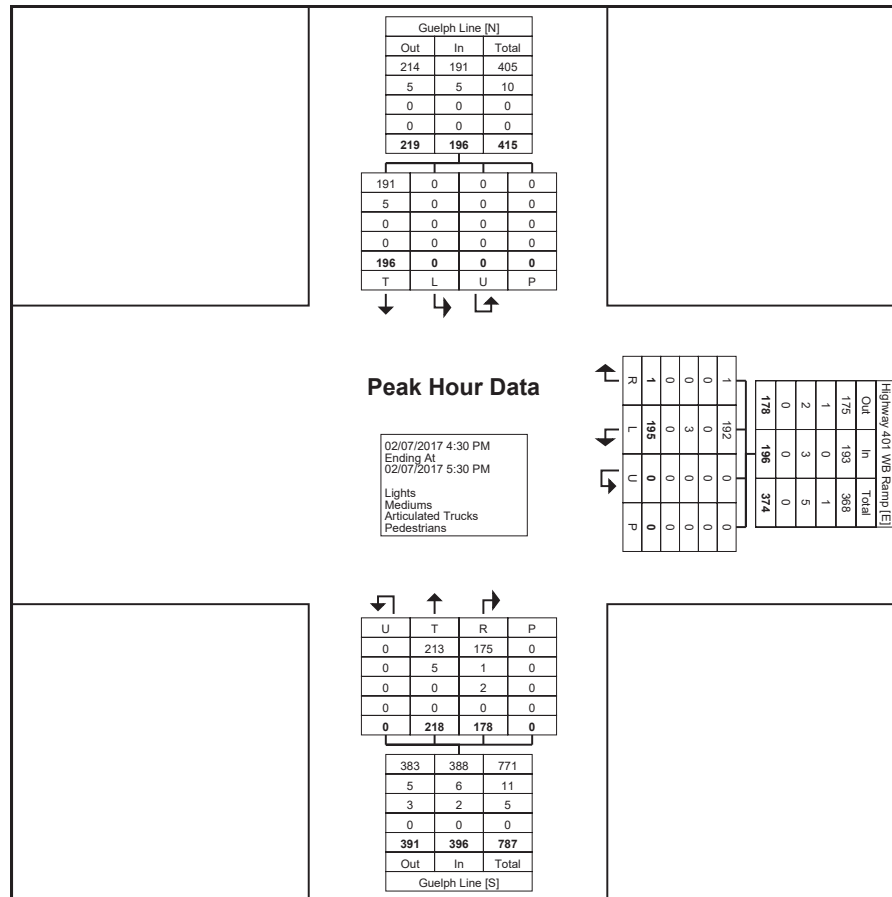 Guelph Line [N]
Out In Total
214 191 405
5 5 10
0 0 0
0 0 0
219 196 415
191 0 0 0
5 0 0 0
0 0 0 0
0 0 0 0
196 0 0 0
T L U P
Peak Hour Data
02/07/2017 4:30 PM
Ending At
02/07/2017 5:30 PM
Lights
Mediums
Articulated Trucks
Pedestrians
Highway 401 WB Ramp [E]
Out In Total
175 193 368
1 0 1
2 3 5
0 0 0
178 196 374
1 192 0 0
0 0 0 0
0 3 0 0
0 0 0 0
1 195 0 0
R L U P
U T R P
0 213 175 0
0 5 1 0
0 0 2 0
0 0 0 0
0 218 178 0
383 388 771
5 6 11
3 2 5
0 0 0
391 396 787
Out In Total
Guelph Line [S]